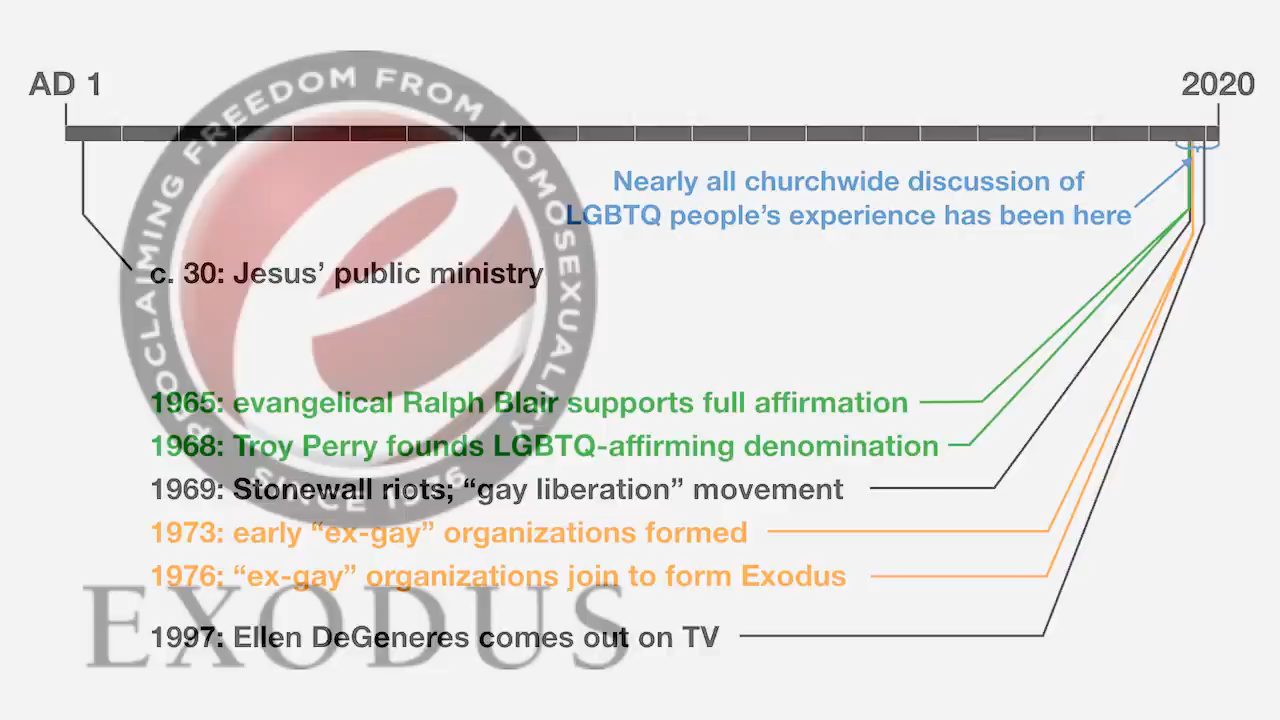 AD 1
2020
PROCLAIMING FREEDOM FROM HOMOSEXUALITY
SINCE 1976
Nearly all churchwide discussion of
LGBTQ people’s experience has been here
c. 30: Jesus’ public ministry
1965: evangelical Ralph Blair supports full affirmation
1968: Troy Perry founds LGBTQ-affirming denomination
1969: Stonewall riots; “gay liberation” movement
1973: early “ex-gay” organizations formed
1976: “ex-gay” organizations join to form Exodus
EXODUS
1997: Ellen DeGeneres comes out on TV